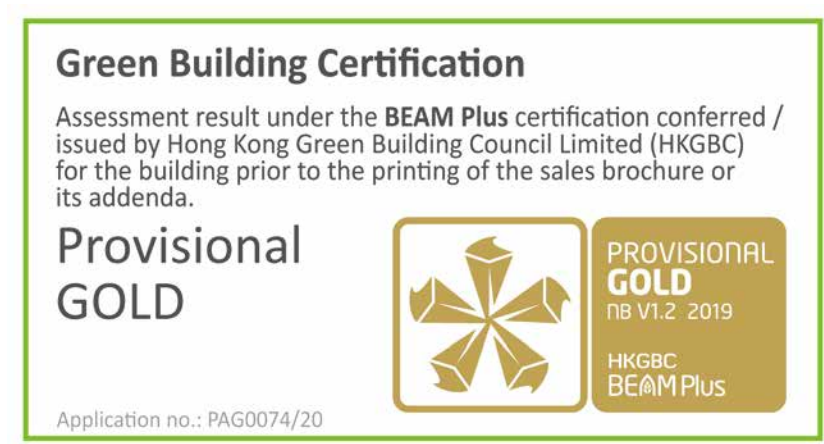 Green Building Certification
Assessment result under the BEAM Plus certification conferred /
issued by Hong Kong Green Building Council Limited (HKGBC)
for the building prior to the printing of the sales brochure or
its addenda.
Provisional
GOLD
PROVISIONAL
GOLD
NB V1.2 2019
HKGBC
BEAM Plus
Application no.: PAG0074/20